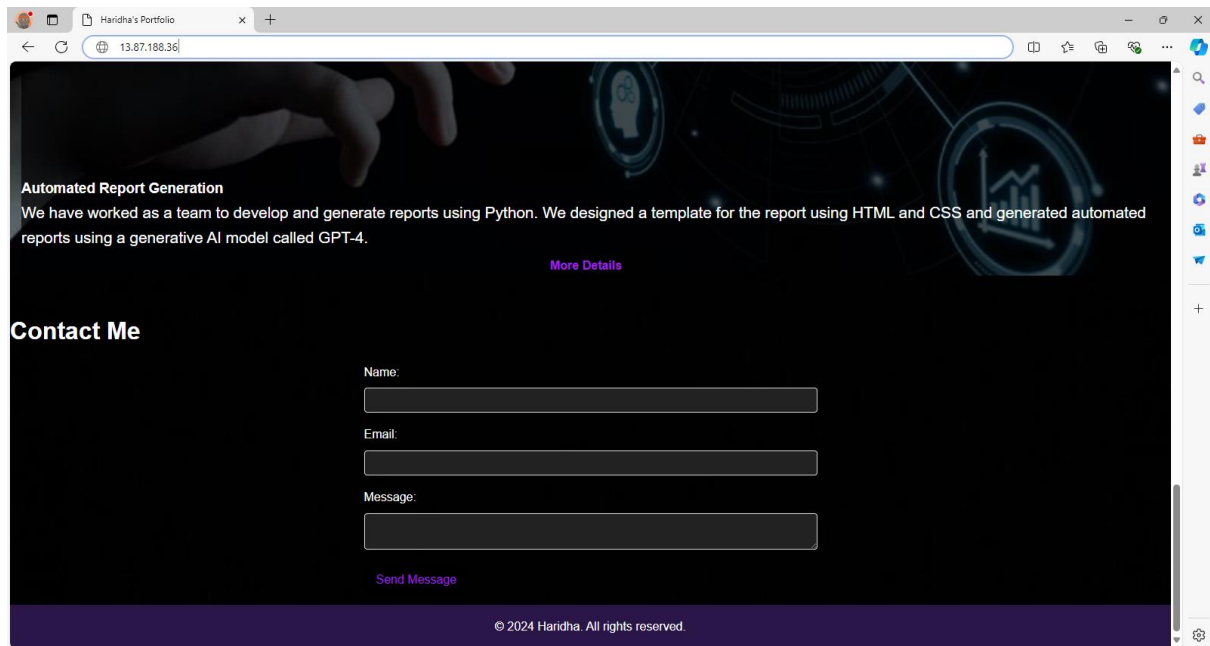 Haridha's Portfolio
13.87.188.36
Automated Report Generation
We have worked as a team to develop and generate reports using Python. We designed a template for the report using HTML and CSS and generated automated
reports using a generative AI model called GPT-4.
More Details
Contact Me
Name:
Email:
Message:
Send Message
© 2024 Haridha. All rights reserved.